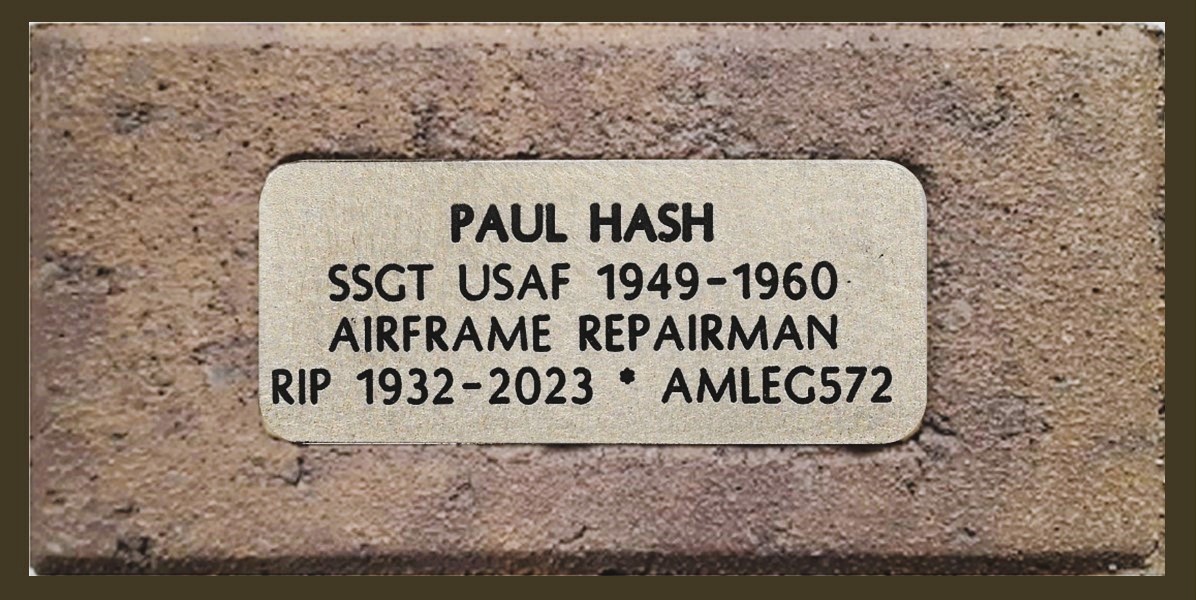 PAUL HASH
SSGT USAF 1949-1960
AIRFRAME REPAIRMAN
RIP 1932-2023 * AMLEG572